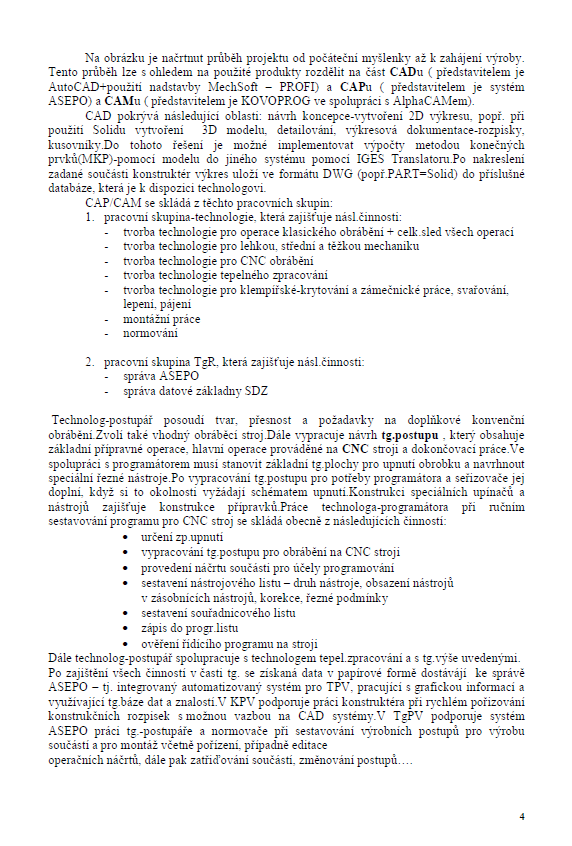 Na obrázku je načrtnut průběh projektu od počáteční myšlenky až k zahájení výroby.
Tento průběh lze s ohledem na použité produkty rozdělit na část CADu ( představitelem je
AutoCAD+použití nadstavby MechSoft – PROFI) a CAPu ( představitelem je systém
ASEPO) a CAMu ( představitelem je KOVOPROG ve spolupráci s AlphaCAMem).
CAD pokrývá následující oblasti: návrh koncepce-vytvoření 2D výkresu, popř. při
použití Solidu vytvoření 3D modelu, detailování, výkresová dokumentace-rozpisky,
kusovníky.Do tohoto řešení je možné implementovat výpočty metodou konečných
prvků(MKP)-pomocí modelu do jiného systému pomocí IGES Translatoru.Po nakreslení
zadané součásti konstruktér výkres uloží ve formátu DWG (popř.PART=Solid) do příslušné
databáze, která je k dispozici technologovi.
CAP/CAM se skládá z těchto pracovních skupin:
1. pracovní skupina-technologie, která zajišťuje násl.činnosti:
- tvorba technologie pro operace klasického obrábění + celk.sled všech operací
- tvorba technologie pro lehkou, střední a těžkou mechaniku
- tvorba technologie pro CNC obrábění
- tvorba technologie tepelného zpracování
- tvorba technologie pro klempířské-krytování a zámečnické práce, svařování,
lepení, pájení
- montážní práce
- normování
2. pracovní skupina TgR, která zajišťuje násl.činnosti:
- správa ASEPO
- správa datové základny SDZ
Technolog-postupář posoudí tvar, přesnost a požadavky na doplňkové konvenční
obrábění.Zvolí také vhodný obráběcí stroj.Dále vypracuje návrh tg.postupu , který obsahuje
základní přípravné operace, hlavní operace prováděné na CNC stroji a dokončovací práce.Ve
spolupráci s programátorem musí stanovit základní tg.plochy pro upnutí obrobku a navrhnout
speciální řezné nástroje.Po vypracování tg.postupu pro potřeby programátora a seřizovače jej
doplní, když si to okolnosti vyžádají schématem upnutí.Konstrukci speciálních upínačů a
nástrojů zajišťuje konstrukce přípravků.Práce technologa-programátora při ručním
sestavování programu pro CNC stroj se skládá obecně z následujících činností:
• určení zp.upnutí
• vypracování tg.postupu pro obrábění na CNC stroji
• provedení náčrtu součásti pro účely programování
• sestavení nástrojového listu – druh nástroje, obsazení nástrojů
v zásobnících nástrojů, korekce, řezné podmínky
• sestavení souřadnicového listu
• zápis do progr.listu
• ověření řídícího programu na stroji
Dále technolog-postupář spolupracuje s technologem tepel.zpracování a s tg.výše uvedenými.
Po zajištění všech činností v části tg. se získaná data v papírové formě dostávájí ke správě
ASEPO – tj. integrovaný automatizovaný systém pro TPV, pracující s grafickou informací a
využívající tg.báze dat a znalostí.V KPV podporuje práci konstruktéra při rychlém pořizování
konstrukčních rozpisek s možnou vazbou na CAD systémy.V TgPV podporuje systém
ASEPO práci tg.-postupáře a normovače při sestavování výrobních postupů pro výrobu
součástí a pro montáž včetně pořízení, případně editace
operačních náčrtů, dále pak zatřiďování součástí, změnování postupů….
4